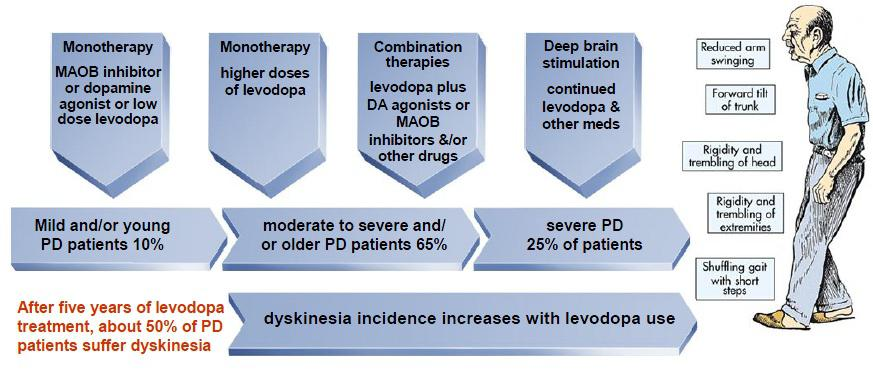 Monotherapy
MAOB inhibitor
or dopamine
agonist or low
dose levodopa
Monotherapy
higher doses
of levodopa
Combination
therapies
levodopa plus
DA agonists or
MAOB
inhibitors &/or
other drugs
Deep brain
stimulation
continued
levodopa &
other meds
Mild and/or young
PD patients 10%
moderate to severe and/
or older PD patients 65%
severe PD
25% of patients
After five years of levodopa
treatment, about 50% of PD
patients suffer dyskinesia
dyskinesia incidence increases with levodopa use
Reduced arm
swinging
Forward tilt
of trunk
Rigidity and
trembling of head
Rigidity and
trembling of
extremities
Shuffling gait
with short
steps